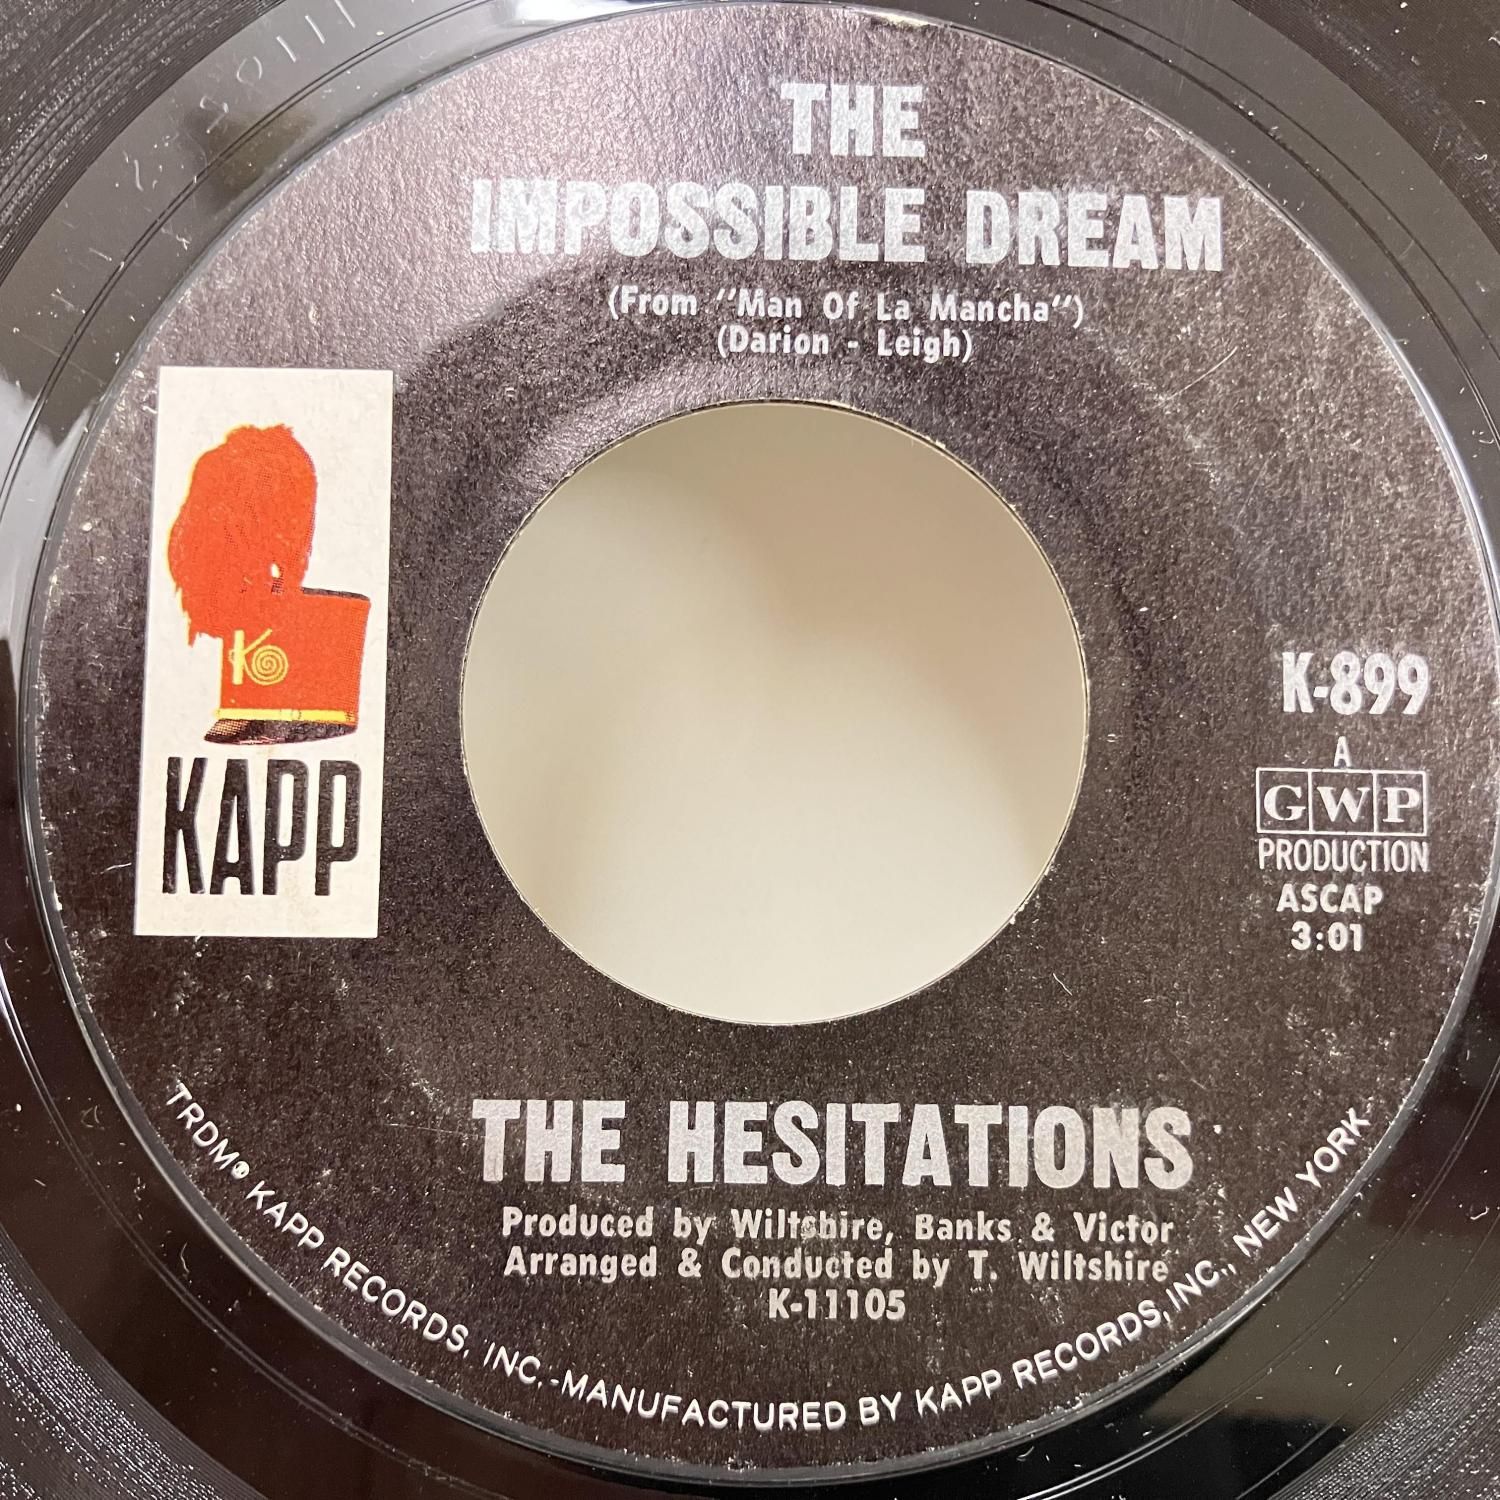 THE
IMPOSSIBLE DREAM
(From "Man Of La Mancha")
(Darion - Leigh)
K
KAPP
K-899
A
GWP
PRODUCTION
ASCAP
3:01
THE HESITATIONS
Produced by Wiltshire, Banks & Victor
Arranged & Conducted by T. Wiltshire
K-11105
TRDM® KAPP RECORDS, INC.-MANUFACTURED BY KAPP RECORDS, INC., NEW YORK